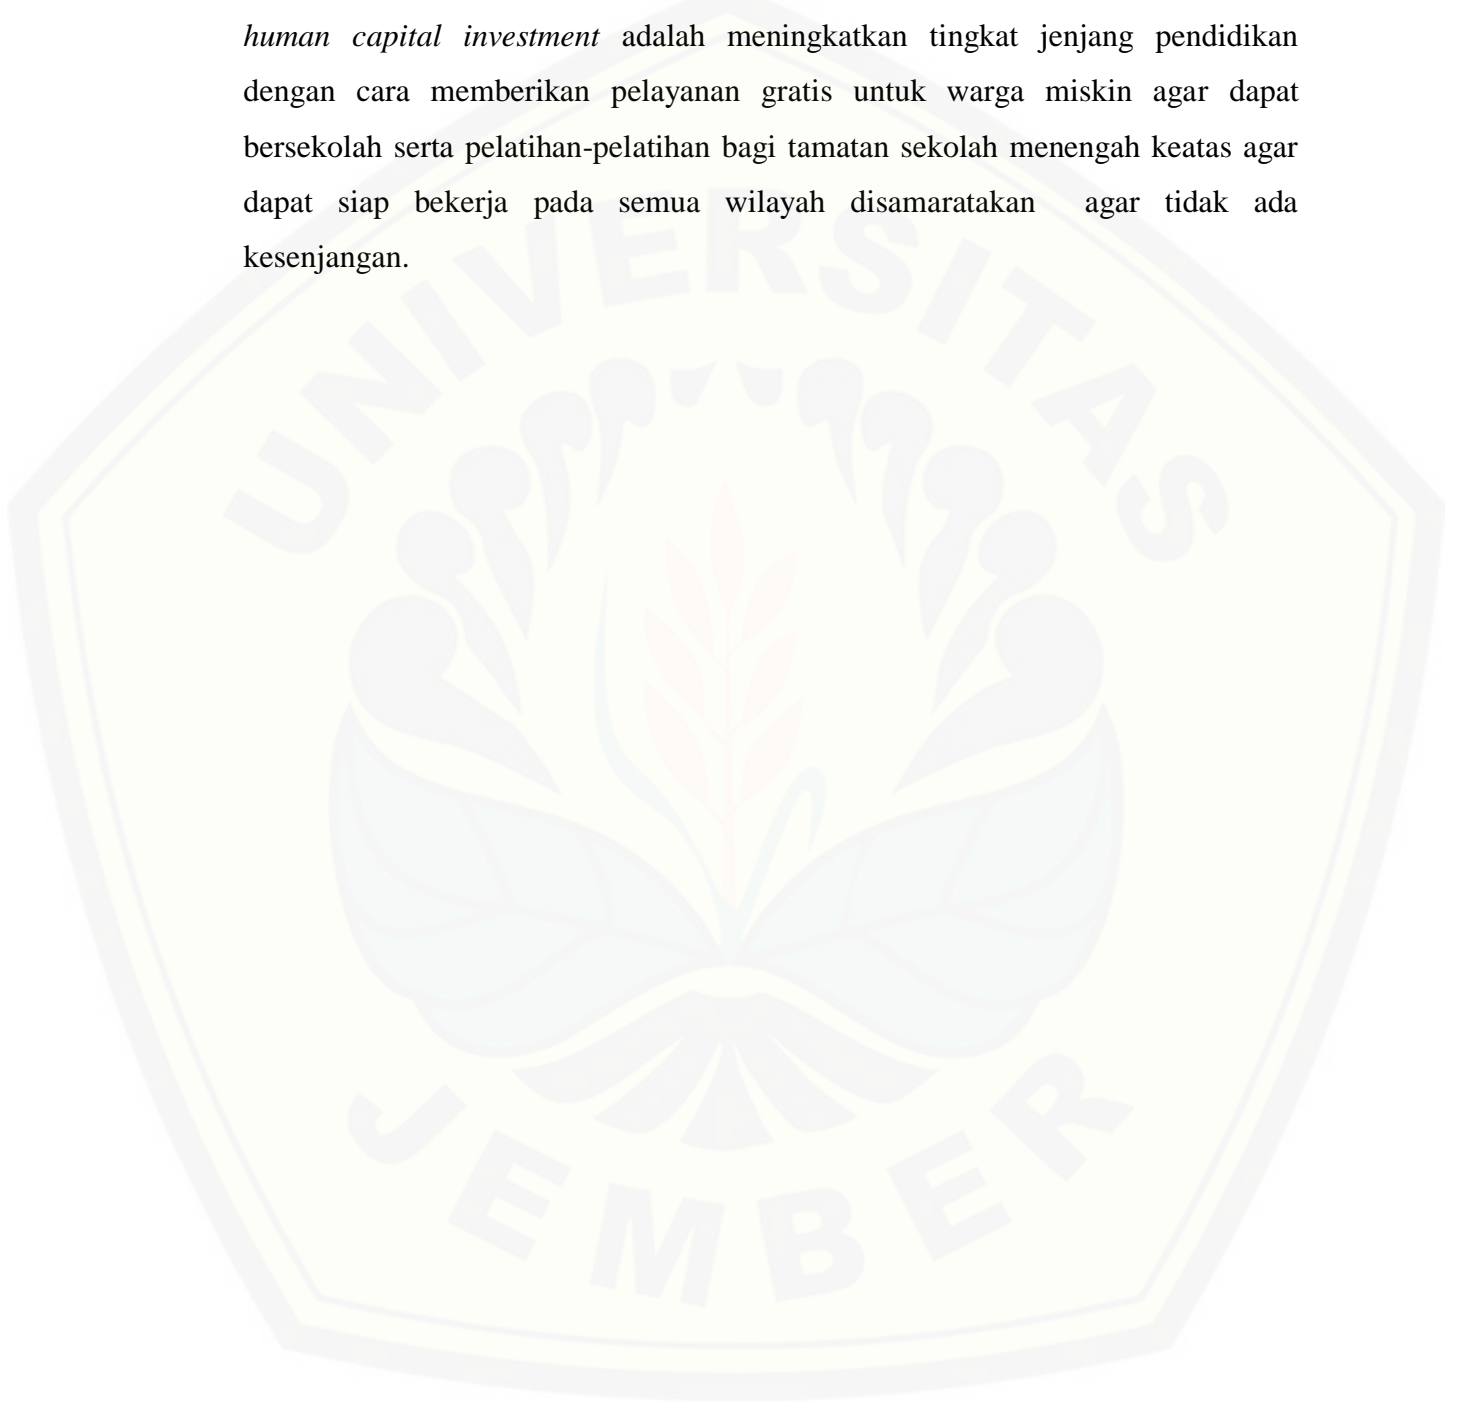 human capital investment adalah meningkatkan tingkat jenjang pendidikan
dengan cara memberikan pelayanan gratis untuk warga miskin agar dapat
bersekolah serta pelatihan-pelatihan bagi tamatan sekolah menengah keatas agar
dapat siap bekerja pada semua wilayah disamaratakan agar tidak ada
kesenjangan.
UNIVERSITAS
JEMBER